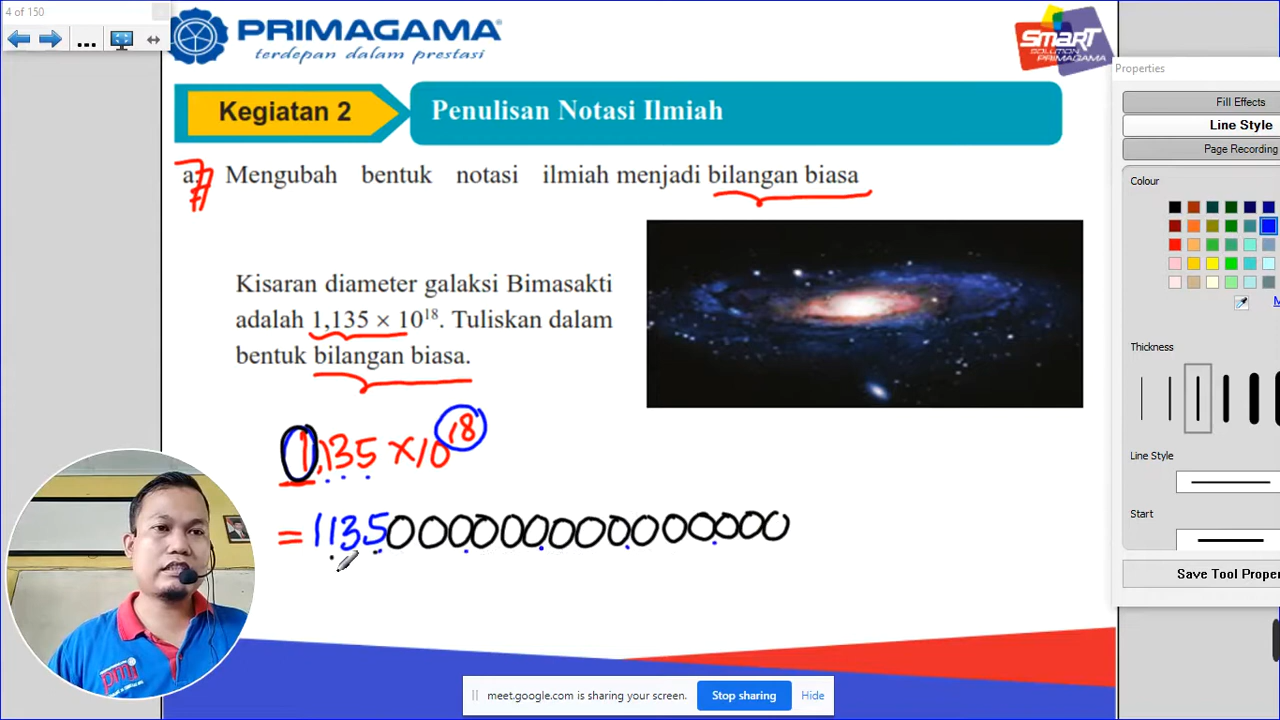 4 of 150
PRIMAGAMA
terdepan dalam prestasi
SMART
SOLUTION
PRIMAGAMA
Properties
Fill Effects
Line Style
Page Recording
Colour
Thickness
Line Style
Start
Save Tool Proper
Kegiatan 2
Penulisan Notasi Ilmiah
a. Mengubah bentuk notasi ilmiah menjadi bilangan biasa
Kisaran diameter galaksi Bimasakti
adalah 1,135 × 10¹⁸. Tuliskan dalam
bentuk bilangan biasa.
1,135 × 10¹⁸
= 1135000000000000000
pmi
meet.google.com is sharing your screen.
Stop sharing
Hide